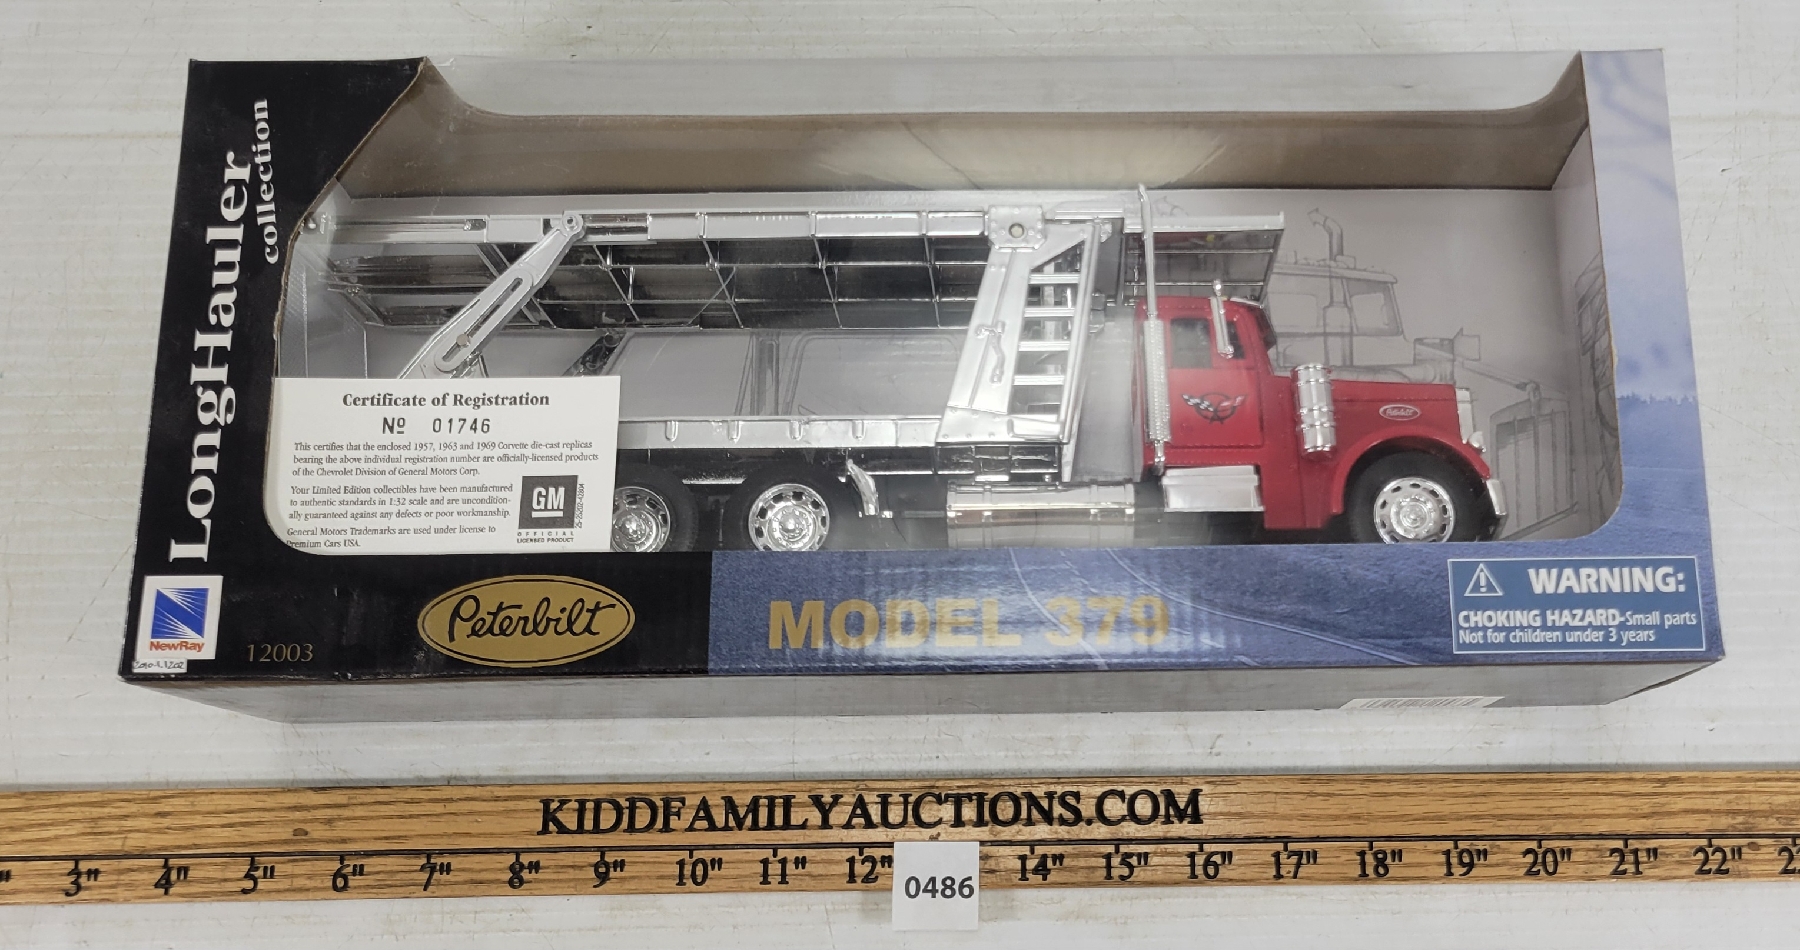 LongHauler
collection
Certificate of Registration
Nº 01746
This certifies that the enclosed 1957, 1963 and 1969 Corvette die-cast replicas
bearing the above individual registration number are officially-licensed products
of the Chevrolet Division of General Motors Corp.
Your Limited Edition collectibles have been manufactured
to authentic standards in 1:32 scale and are uncondition-
ally guaranteed against any defects or poor workmanship.
General Motors Trademarks are used under license to
Premium Cars USA.
GM
OFFICIAL
LICENSED PRODUCT
Peterbilt
NewRay
12003
Peterbilt
MODEL 379
WARNING:
CHOKING HAZARD-Small parts
Not for children under 3 years
KIDDFAMILYAUCTIONS.COM
3" 4" 5" 6" 7" 8" 9" 10" 11" 12" 14" 15" 16" 17" 18" 19" 20" 21" 22"
0486